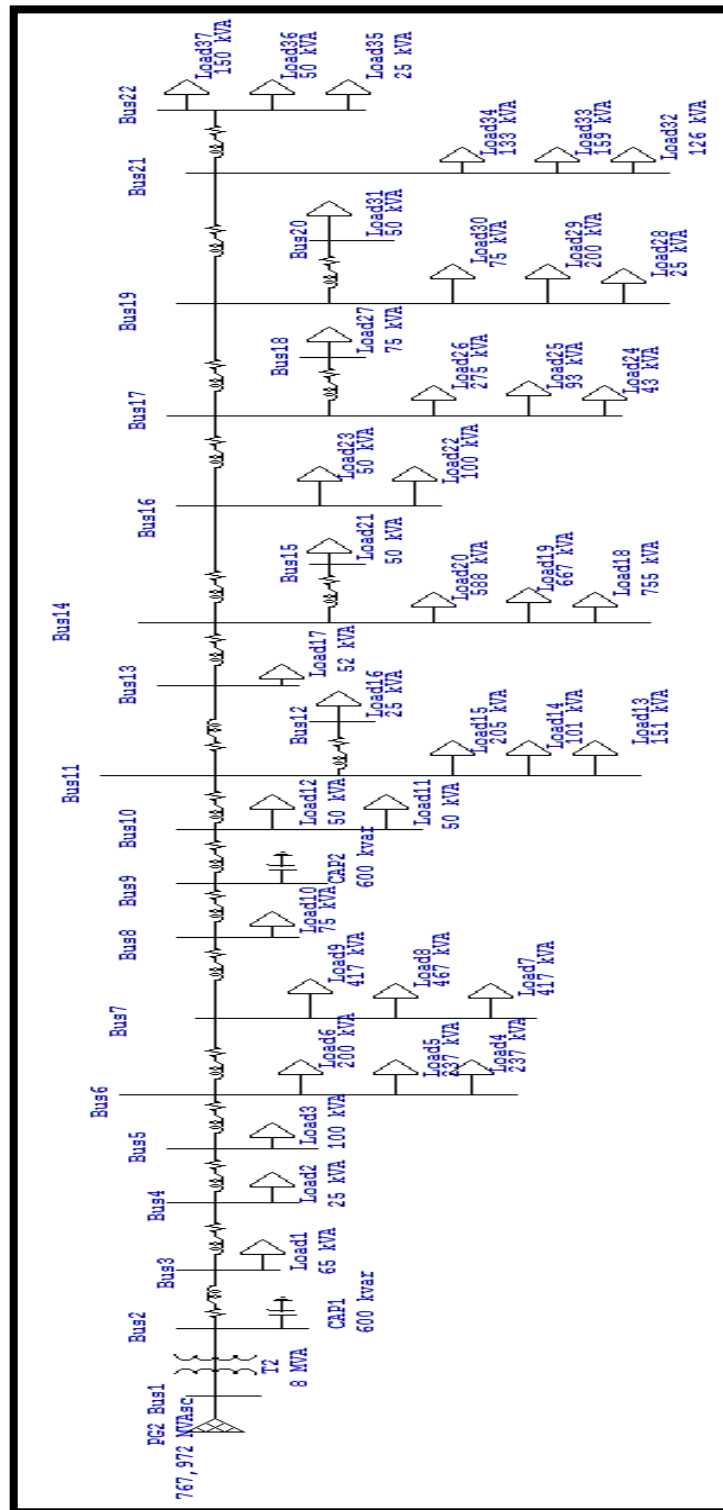 PG2 Bus1
767,972 MVAsc
T2
8 MVA
Bus2
CAP1
600 kvar
Bus3
Load1
65 kVA
Bus4
Load2
25 kVA
Bus5
Load3
100 kVA
Bus6
Load6
200 kVA
Load5
237 kVA
Load4
237 kVA
Bus7
Load9
417 kVA
Load8
467 kVA
Load7
417 kVA
Bus8
Load10
75 kVA
Bus9
CAP2
600 kvar
Bus10
Load12
50 kVA
Load11
50 kVA
Bus11
Bus12
Load16
25 kVA
Load15
205 kVA
Load14
101 kVA
Load13
151 kVA
Bus13
Load17
52 kVA
Bus14
Bus15
Load21
50 kVA
Load20
588 kVA
Load19
667 kVA
Load18
755 kVA
Bus16
Load23
50 kVA
Load22
100 kVA
Bus17
Bus18
Load27
75 kVA
Load26
275 kVA
Load25
93 kVA
Load24
43 kVA
Bus19
Bus20
Load31
50 kVA
Load30
75 kVA
Load29
200 kVA
Load28
25 kVA
Bus21
Load34
133 kVA
Load33
159 kVA
Load32
126 kVA
Bus22
Load37
150 kVA
Load36
50 kVA
Load35
25 kVA